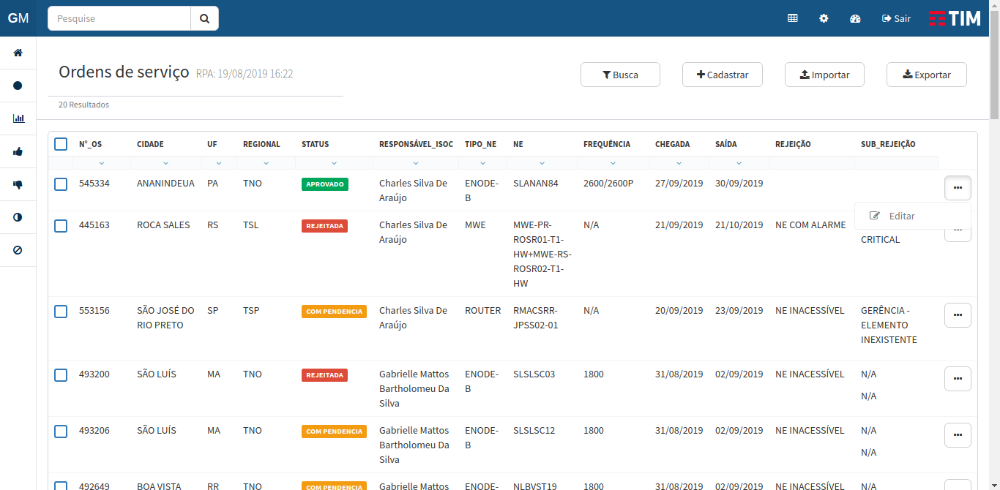 GM
Pesquise
Sair
TIM
Ordens de serviço RPA: 19/08/2019 16:22
Busca
Cadastrar
Importar
Exportar
20 Resultados
N°_OS CIDADE UF REGIONAL STATUS RESPONSÁVEL_ISOC TIPO_NE NE FREQUÊNCIA CHEGADA SAÍDA REJEIÇÃO SUB_REJEIÇÃO
545334 ANANINDEUA PA TNO APROVADO Charles Silva De ENODE- SLANAN84 2600/2600P 27/09/2019 30/09/2019
Araújo B
Editar
445163 ROCA SALES RS TSL REJEITADA Charles Silva De MWE MWE-PR- N/A 21/09/2019 21/10/2019 NE COM ALARME
Araújo ROSR01-T1- CRITICAL
HW+MWE-RS-
ROSR02-T1-
HW
553156 SÃO JOSÉ DO SP TSP COM PENDENCIA Charles Silva De ROUTER RMACSRR- N/A 20/09/2019 23/09/2019 NE INACESSÍVEL GERÊNCIA -
RIO PRETO Araújo JPSS02-01 ELEMENTO
INEXISTENTE
493200 SÃO LUÍS MA TNO REJEITADA Gabrielle Mattos ENODE- SLSLSC03 1800 31/08/2019 02/09/2019 NE INACESSÍVEL N/A
Bartholomeu Da B N/A
Silva
493206 SÃO LUÍS MA TNO COM PENDENCIA Gabrielle Mattos ENODE- SLSLSC12 1800 31/08/2019 02/09/2019 NE INACESSÍVEL N/A
Bartholomeu Da B N/A
Silva
492649 BOA VISTA RR TNO COM PENDENCIA Gabrielle Mattos ENODE- NLBVST19 1800 31/08/2019 02/09/2019 NE INACESSÍVEL N/A